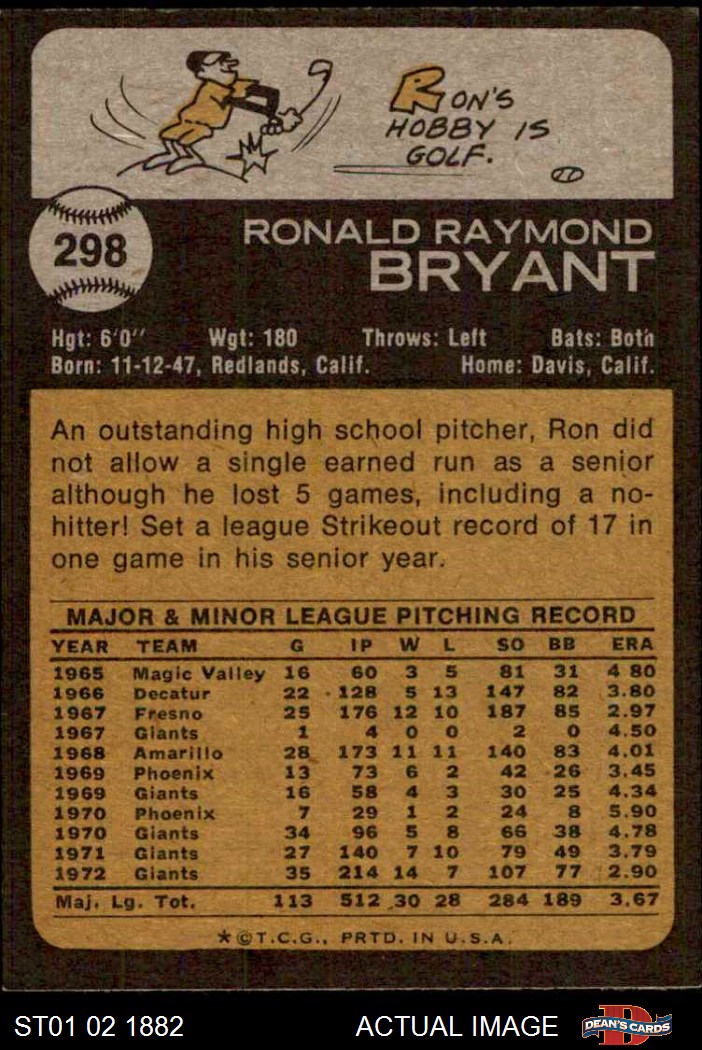 RON'S
HOBBY IS
GOLF.
298
RONALD RAYMOND
BRYANT
Hgt: 6'0" Wgt: 180 Throws: Left Bats: Both
Born: 11-12-47, Redlands, Calif. Home: Davis, Calif.
An outstanding high school pitcher, Ron did
not allow a single earned run as a senior
although he lost 5 games, including a no-
hitter! Set a league Strikeout record of 17 in
one game in his senior year.
MAJOR & MINOR LEAGUE PITCHING RECORD
YEAR TEAM G IP W L SO BB ERA
1965 Magic Valley 16 60 3 5 81 31 4 80
1966 Decatur 22 128 5 13 147 82 3.80
1967 Fresno 25 176 12 10 187 85 2.97
1967 Giants 1 4 0 0 2 0 4.50
1968 Amarillo 28 173 11 11 140 83 4.01
1969 Phoenix 13 73 6 2 42 26 3.45
1969 Giants 16 58 4 3 30 25 4.34
1970 Phoenix 7 29 1 2 24 8 5.90
1970 Giants 34 96 5 8 66 38 4.78
1971 Giants 27 140 7 10 79 49 3.79
1972 Giants 35 214 14 7 107 77 2.90
Maj. Lg. Tot. 113 512 30 28 284 189 3.67
*©T.C.G., PRTD. IN U.S.A.
ST01 02 1882 ACTUAL IMAGE D DEAN'S CARDS